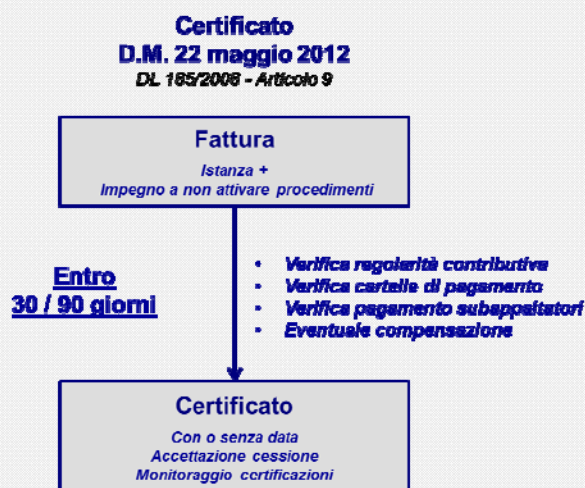 Certificato
D.M. 22 maggio 2012
DL 185/2008 - Articolo 9
Fattura
Istanza +
Impegno a non attivare procedimenti
Entro
30 / 90 giorni
• Verifica regolarità contributiva
• Verifica cartelle di pagamento
• Verifica pagamento subappaltatori
• Eventuale compensazione
Certificato
Con o senza data
Accettazione cessione
Monitoraggio certificazioni